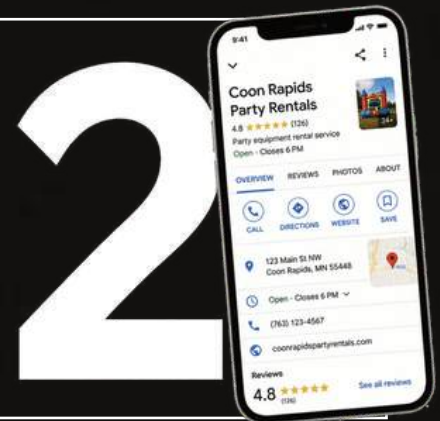 2
9:41
Coon Rapids
Party Rentals
4.8 ★★★★★ (126)
Party equipment rental service
Open · Closes 6 PM
24+
OVERVIEW REVIEWS PHOTOS ABOUT
CALL DIRECTIONS WEBSITE SAVE
123 Main St NW
Coon Rapids, MN 55448
Open · Closes 6 PM
(763) 123-4567
coonrapidspartyrentals.com
Reviews
4.8 ★★★★★ See all reviews
(126)